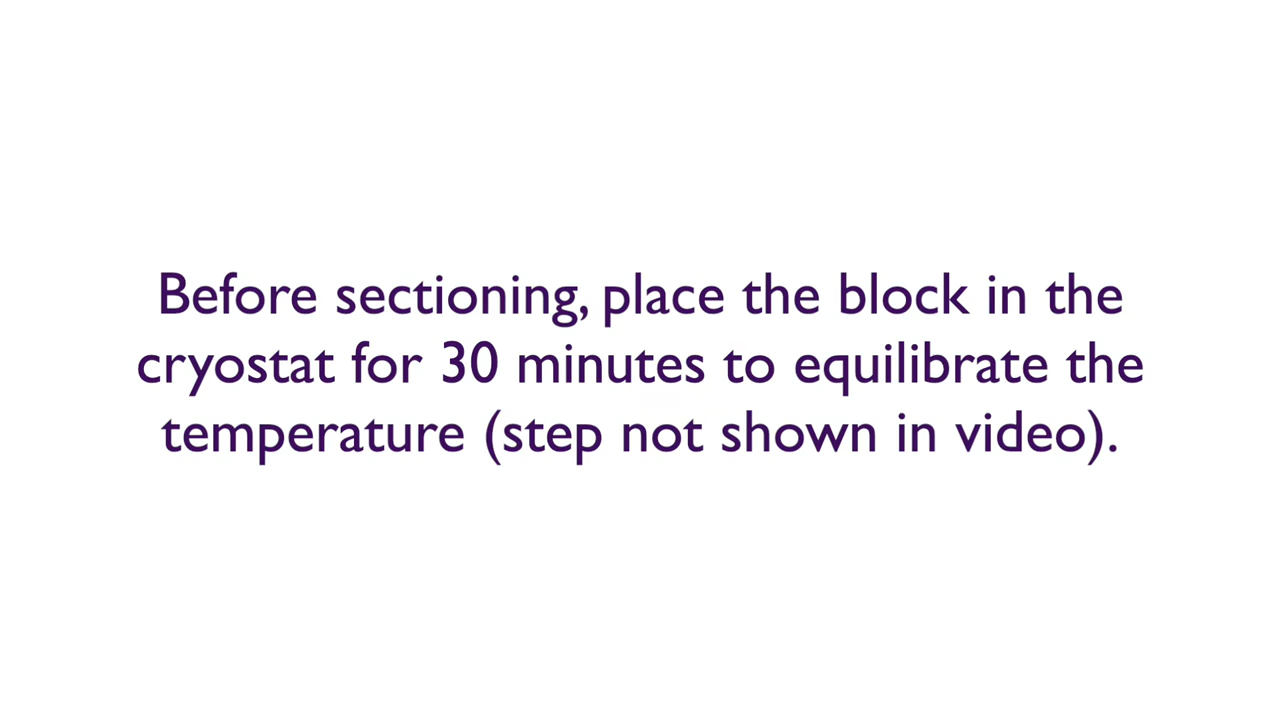 Before sectioning, place the block in the
cryostat for 30 minutes to equilibrate the
temperature (step not shown in video).